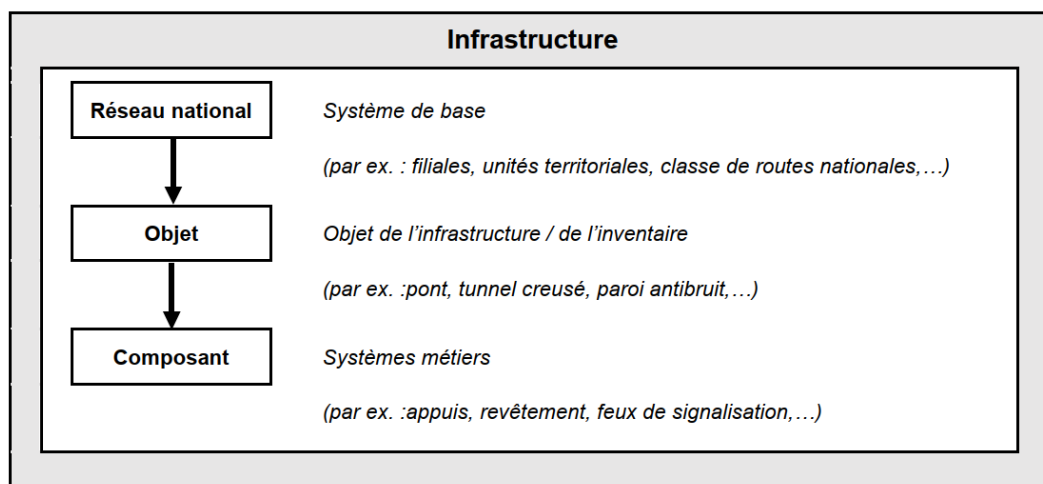 Infrastructure
Réseau national
Système de base
(par ex. : filiales, unités territoriales, classe de routes nationales,…)
Objet
Objet de l’infrastructure / de l’inventaire
(par ex. :pont, tunnel creusé, paroi antibruit,…)
Composant
Systèmes métiers
(par ex. :appuis, revêtement, feux de signalisation,…)